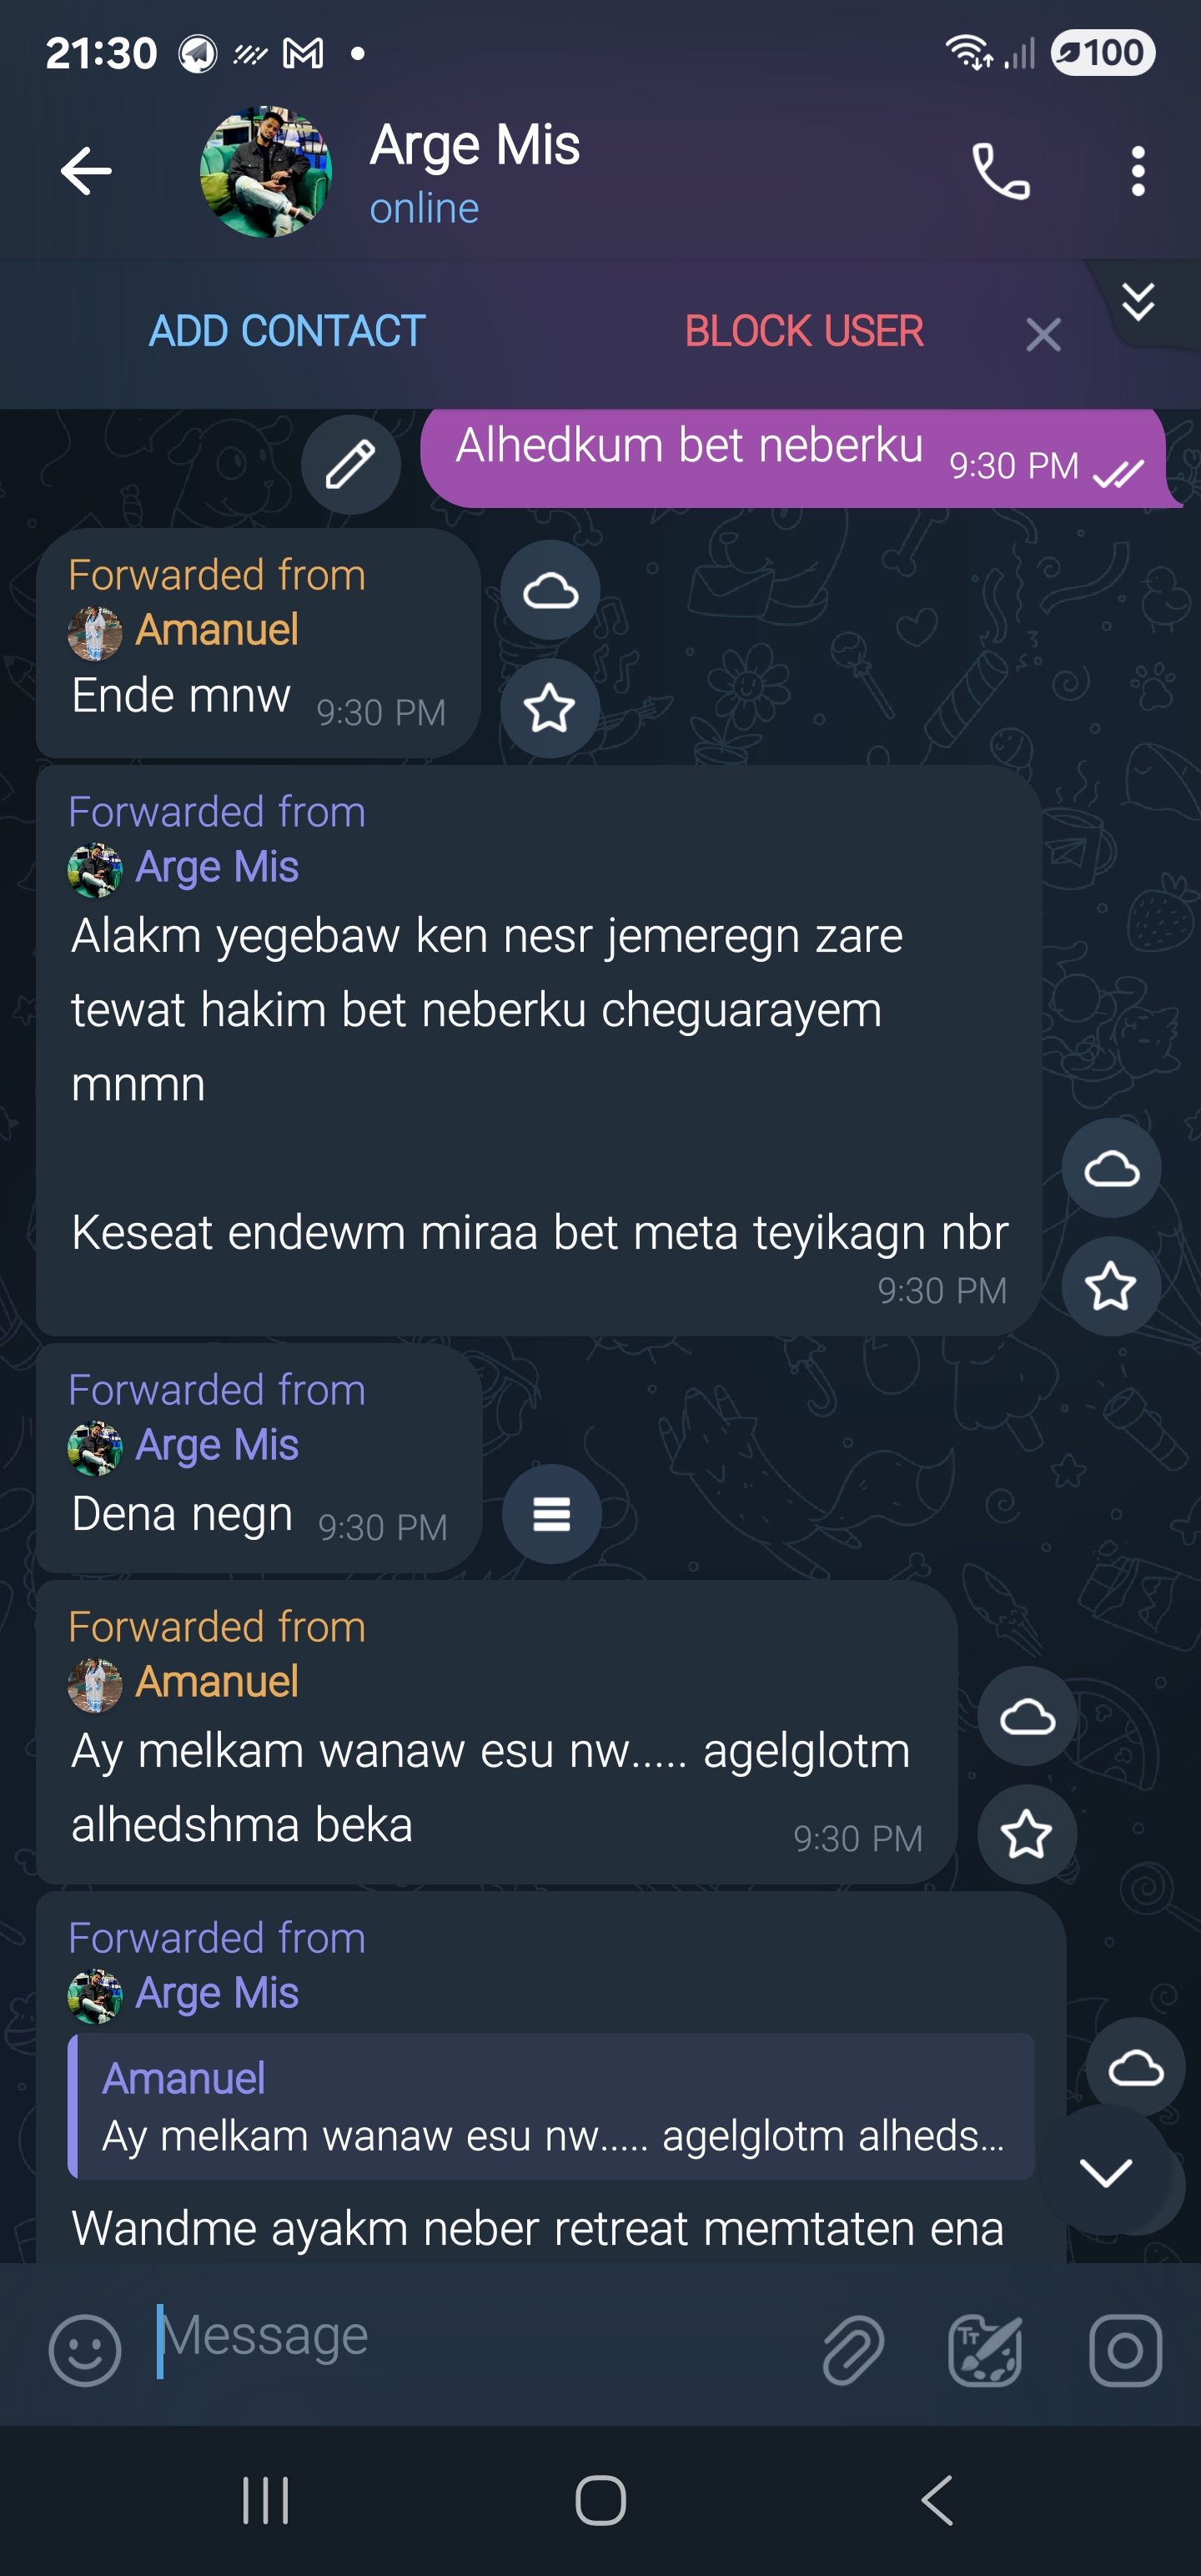 21:30
100
Arge Mis
online
ADD CONTACT
BLOCK USER
Alhedkum bet neberku 9:30 PM
Forwarded from
Amanuel
Ende mnw 9:30 PM
Forwarded from
Arge Mis
Alakm yegebaw ken nesr jemeregn zare
tewat hakim bet neberku cheguarayem
mnmn
Keseat endewm miraa bet meta teyikagn nbr
9:30 PM
Forwarded from
Arge Mis
Dena negn 9:30 PM
Forwarded from
Amanuel
Ay melkam wanaw esu nw..... agelglotm
alhedshma beka 9:30 PM
Forwarded from
Arge Mis
Amanuel
Ay melkam wanaw esu nw..... agelglotm alheds...
Wandme ayakm neber retreat memtaten ena
Message